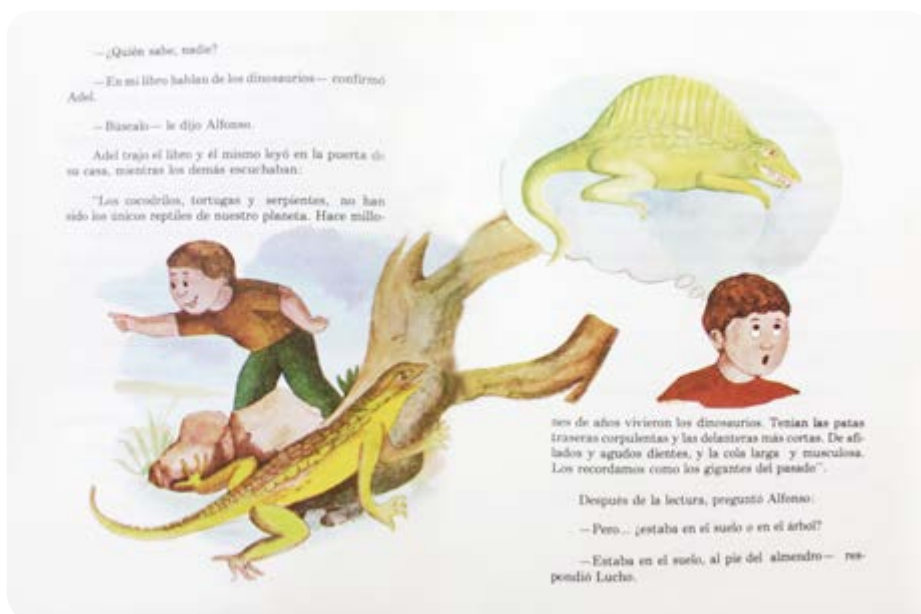 —¿Quién sabe, nadie?
—En mi libro hablan de los dinosaurios— confirmó
Adel.
—Búscalo— le dijo Alfonso.
Adel trajo el libro y él mismo leyó en la puerta de
su casa, mientras los demás escuchaban:
"Los cocodrilos, tortugas y serpientes, no han
sido los únicos reptiles de nuestro planeta. Hace millo-
nes de años vivieron los dinosaurios. Tenían las patas
traseras corpulentas y las delanteras más cortas. De afi-
lados y agudos dientes, y la cola larga y musculosa.
Los recordamos como los gigantes del pasado".
Después de la lectura, preguntó Alfonso:
—Pero... ¿estaba en el suelo o en el árbol?
—Estaba en el suelo, al pie del almendro— res-
pondió Lucho.